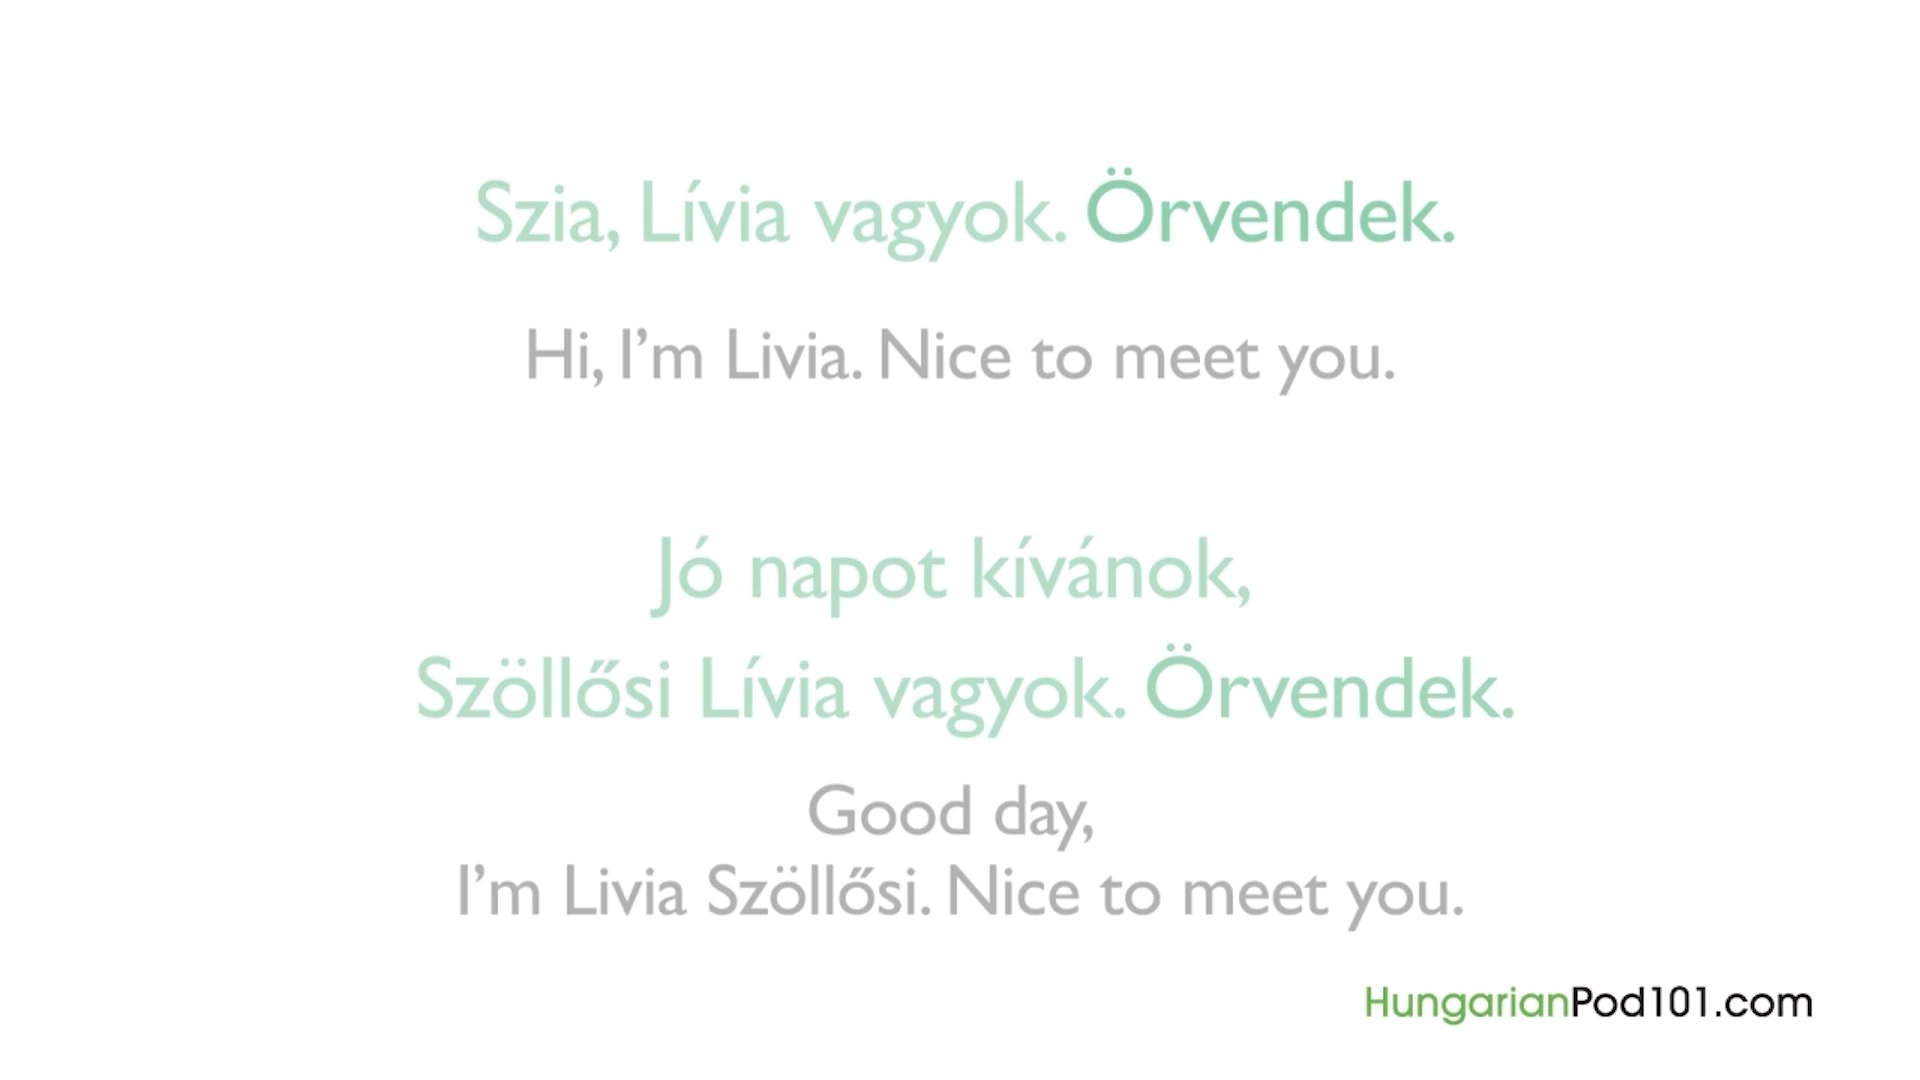 Szia, Lívia vagyok. Örvendek.
Hi, I’m Livia. Nice to meet you.
Jó napot kívánok,
Szöllősi Lívia vagyok. Örvendek.
Good day,
I’m Livia Szöllősi. Nice to meet you.
HungarianPod101.com